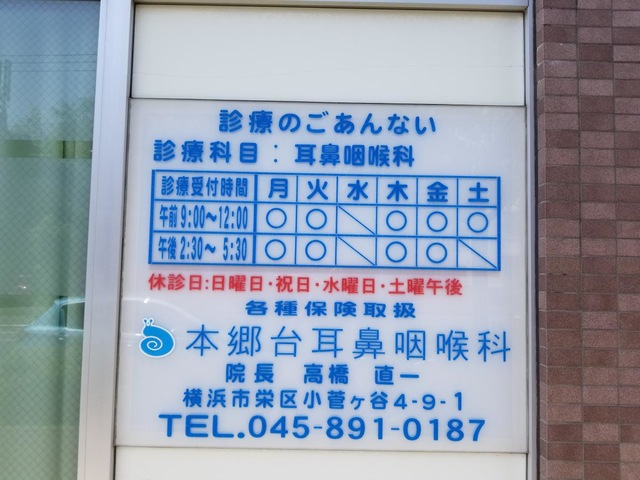 診療のごあんない
診療科目：耳鼻咽喉科
診療受付時間 月 火 水 木 金 土
午前 9:00〜12:00 ○ ○ ＼ ○ ○ ○
午後 2:30〜 5:30 ○ ○ ＼ ○ ○ ＼
休診日:日曜日・祝日・水曜日・土曜午後
各種保険取扱
本郷台耳鼻咽喉科
院長 高橋 直一
横浜市栄区小菅ヶ谷4-9-1
TEL.045-891-0187